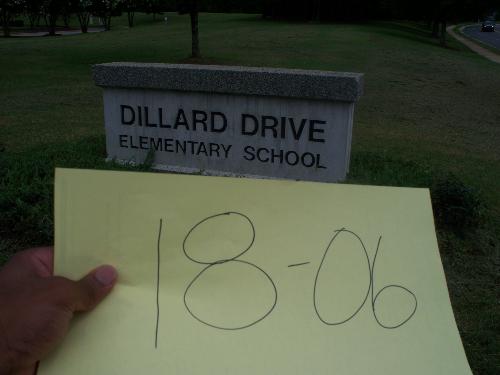 DILLARD DRIVE
ELEMENTARY SCHOOL
18-06